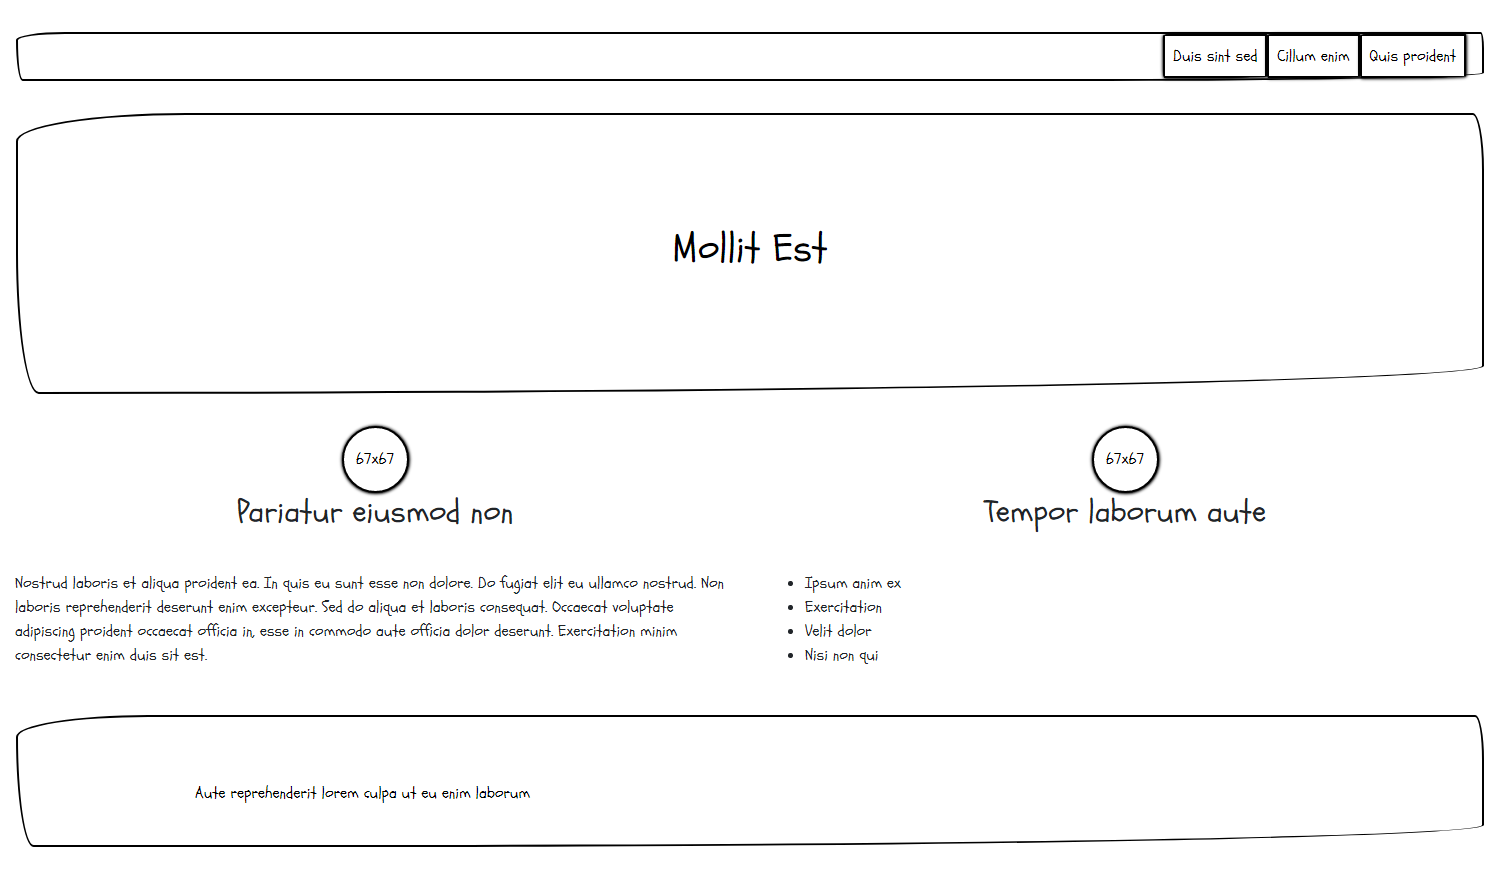 Duis sint sed Cillum enim Quis proident
Mollit Est
67x67
Pariatur eiusmod non
Nostrud laboris et aliqua proident ea. In quis eu sunt esse non dolore. Do fugiat elit eu ullamco nostrud. Non
laboris reprehenderit deserunt enim excepteur. Sed do aliqua et laboris consequat. Occaecat voluptate
adipiscing proident occaecat officia in, esse in commodo aute officia dolor deserunt. Exercitation minim
consectetur enim duis sit est.
67x67
Tempor laborum aute
Ipsum anim ex
Exercitation
Velit dolor
Nisi non qui
Aute reprehenderit lorem culpa ut eu enim laborum